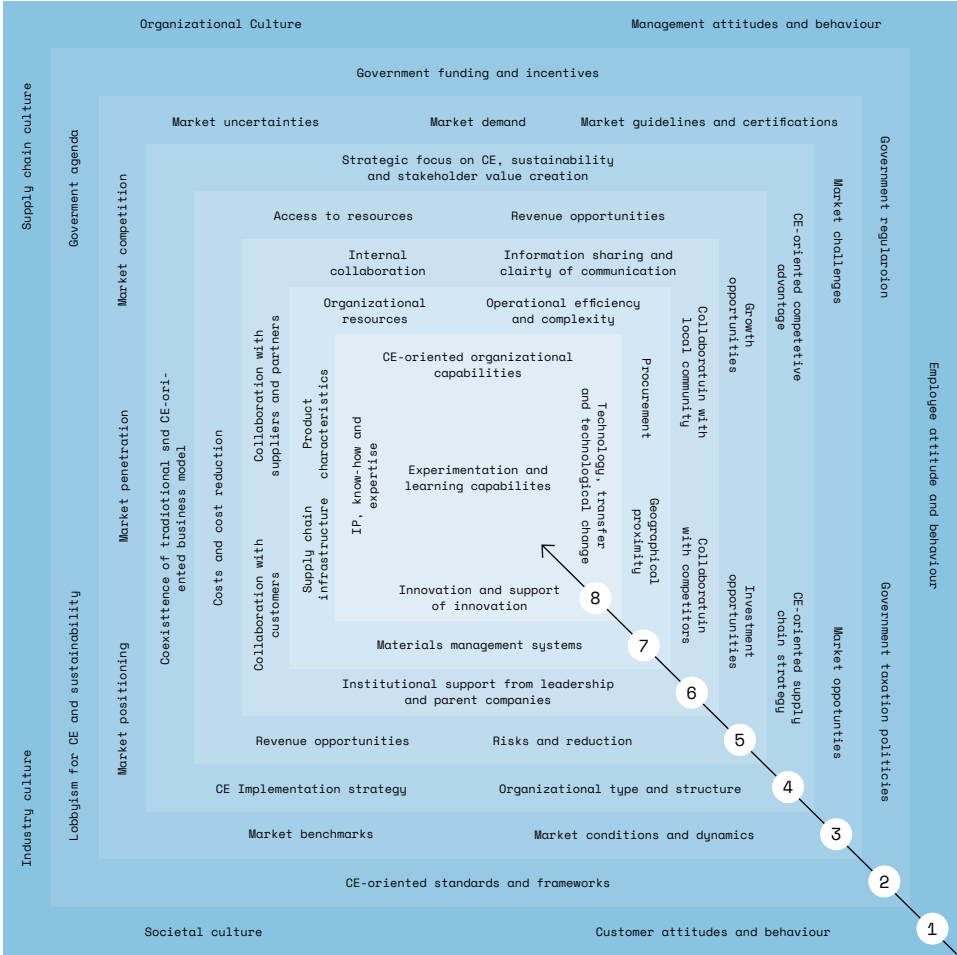 Organizational Culture
Management attitudes and behaviour
Supply chain culture
Industry culture
Employee attitude and behaviour
Societal culture
Customer attitudes and behaviour
1
Government funding and incentives
Goverment agenda
Lobbyism for CE and sustainability
Government regularoion
Government taxation politicies
CE-oriented standards and frameworks
2
Market uncertainties
Market demand
Market guidelines and certifications
Market competition
Market penetration
Market positioning
Market challenges
Market oppotunties
Market benchmarks
Market conditions and dynamics
3
Strategic focus on CE, sustainability
and stakeholder value creation
Coexisttence of tradiotional snd CE-ori-
ented business model
CE-oriented competetive
advantage
CE-oriented supply
chain strategy
CE Implementation strategy
Organizational type and structure
4
Access to resources
Revenue opportunities
Costs and cost reduction
Growth
opportunities
Investment
opportunities
Revenue opportunities
Risks and reduction
5
Internal
collaboration
Information sharing and
clairty of communication
Collaboration with
suppliers and partners
Collaboration with
customers
Collaboratuin with
local community
Collaboratuin
with competitors
Institutional support from leadership
and parent companies
6
Organizational
resources
Operational efficiency
and complexity
Product
characteristics
Supply chain
infrastructure
Procurement
Geographical
proximity
Materials management systems
7
CE-oriented organizational
capabilities
IP, know-how and
expertise
Technology, transfer
and technological change
Experimentation and
learning capabilites
Innovation and support
of innovation
8